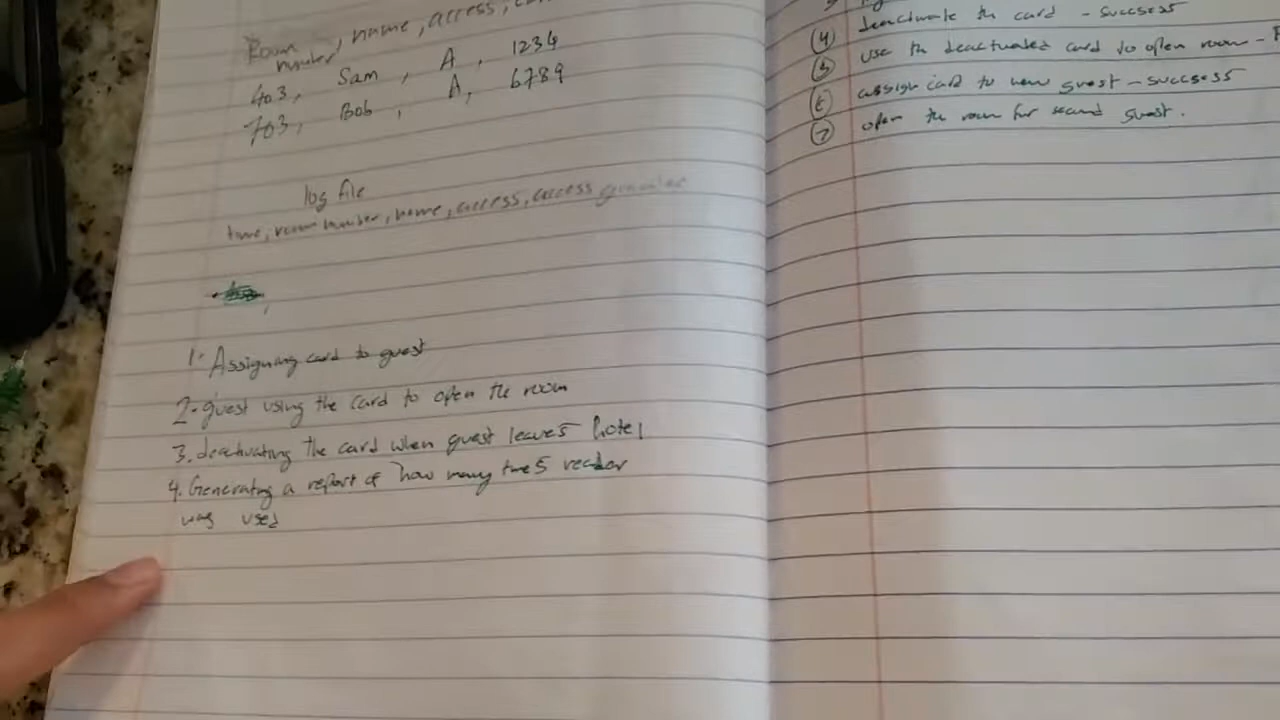 Room number, name, access,
403, Sam, A, 1234
703, Bob, A, 6789
log file
time, room number, name, access, access granted
1. Assigning card to guest
2- guest using the card to open the room
3. deactivating the card when guest leaves hotel
4. Generating a report of how many times reader
was used
④ deactivate the card - succsess
⑤ use the deactivated card to open room -
⑥ assign card to new guest - succsess
⑦ open the room for second guest.